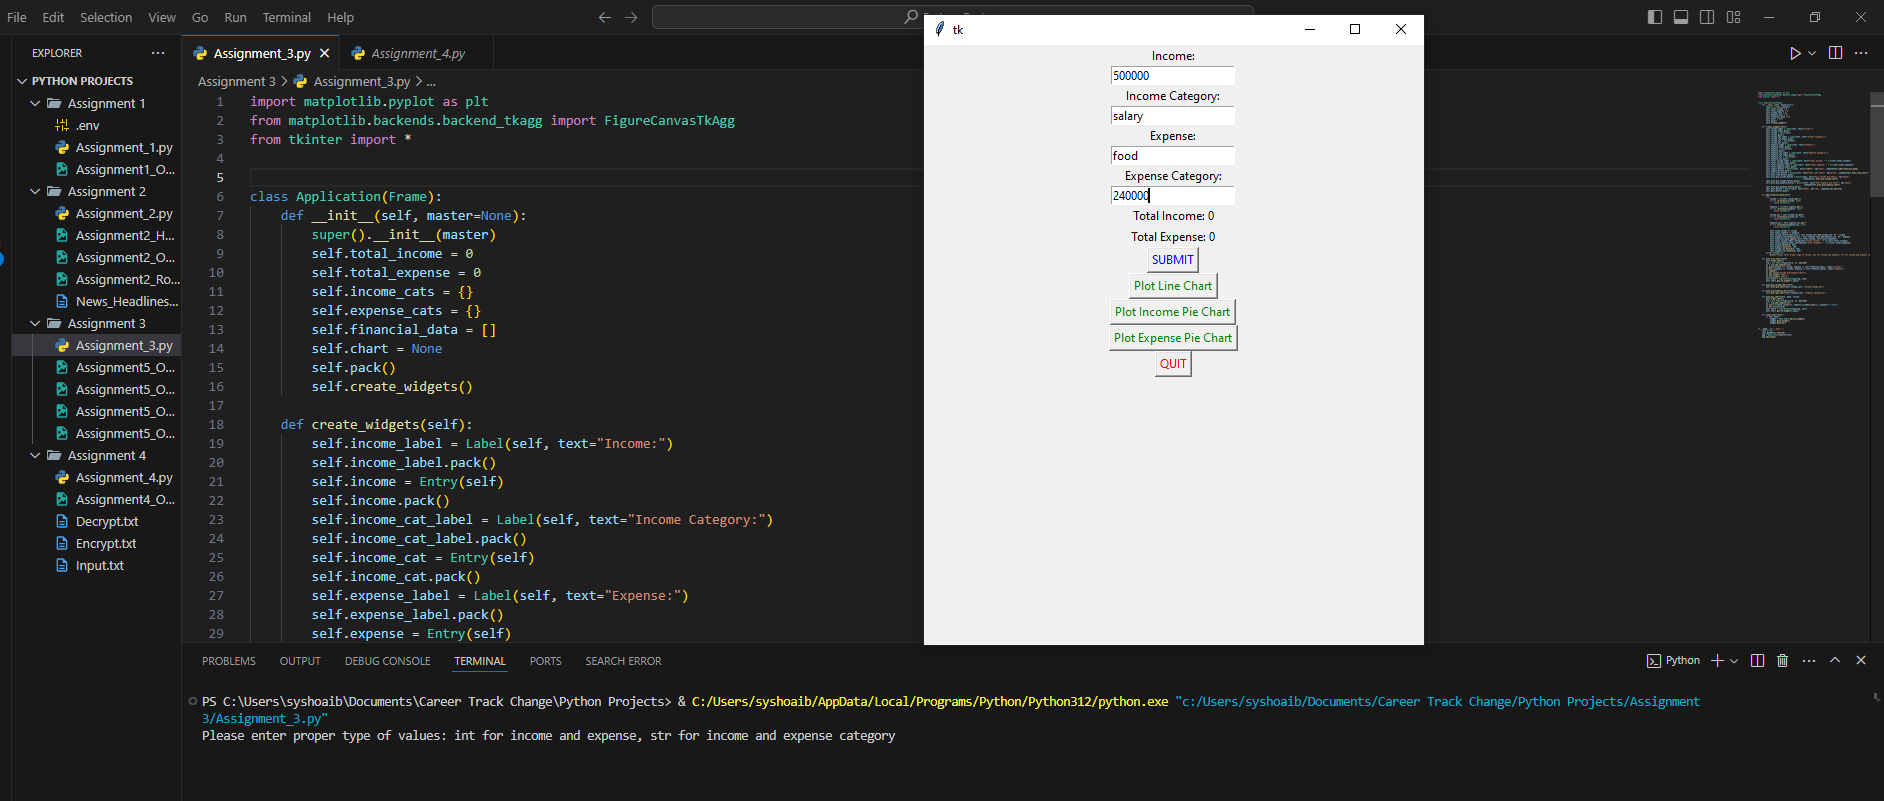 File Edit Selection View Go Run Terminal Help
EXPLORER
PYTHON PROJECTS
Assignment 1
.env
Assignment_1.py
Assignment1_O...
Assignment 2
Assignment_2.py
Assignment2_H...
Assignment2_O...
Assignment2_Ro...
News_Headlines...
Assignment 3
Assignment_3.py
Assignment5_O...
Assignment5_O...
Assignment5_O...
Assignment5_O...
Assignment 4
Assignment_4.py
Assignment4_O...
Decrypt.txt
Encrypt.txt
Input.txt
Assignment_3.py Assignment_4.py
Assignment 3 > Assignment_3.py > ...
1 import matplotlib.pyplot as plt
2 from matplotlib.backends.backend_tkagg import FigureCanvasTkAgg
3 from tkinter import *
4
5
6 class Application(Frame):
7 def __init__(self, master=None):
8 super().__init__(master)
9 self.total_income = 0
10 self.total_expense = 0
11 self.income_cats = {}
12 self.expense_cats = {}
13 self.financial_data = []
14 self.chart = None
15 self.pack()
16 self.create_widgets()
17
18 def create_widgets(self):
19 self.income_label = Label(self, text="Income:")
20 self.income_label.pack()
21 self.income = Entry(self)
22 self.income.pack()
23 self.income_cat_label = Label(self, text="Income Category:")
24 self.income_cat_label.pack()
25 self.income_cat = Entry(self)
26 self.income_cat.pack()
27 self.expense_label = Label(self, text="Expense:")
28 self.expense_label.pack()
29 self.expense = Entry(self)
tk
Income:
500000
Income Category:
salary
Expense:
food
Expense Category:
240000
Total Income: 0
Total Expense: 0
SUBMIT
Plot Line Chart
Plot Income Pie Chart
Plot Expense Pie Chart
QUIT
PROBLEMS OUTPUT DEBUG CONSOLE TERMINAL PORTS SEARCH ERROR
Python
PS C:\Users\syshoaib\Documents\Career Track Change\Python Projects> & C:/Users/syshoaib/AppData/Local/Programs/Python/Python312/python.exe "c:/Users/syshoaib/Documents/Career Track Change/Python Projects/Assignment
3/Assignment_3.py"
Please enter proper type of values: int for income and expense, str for income and expense category